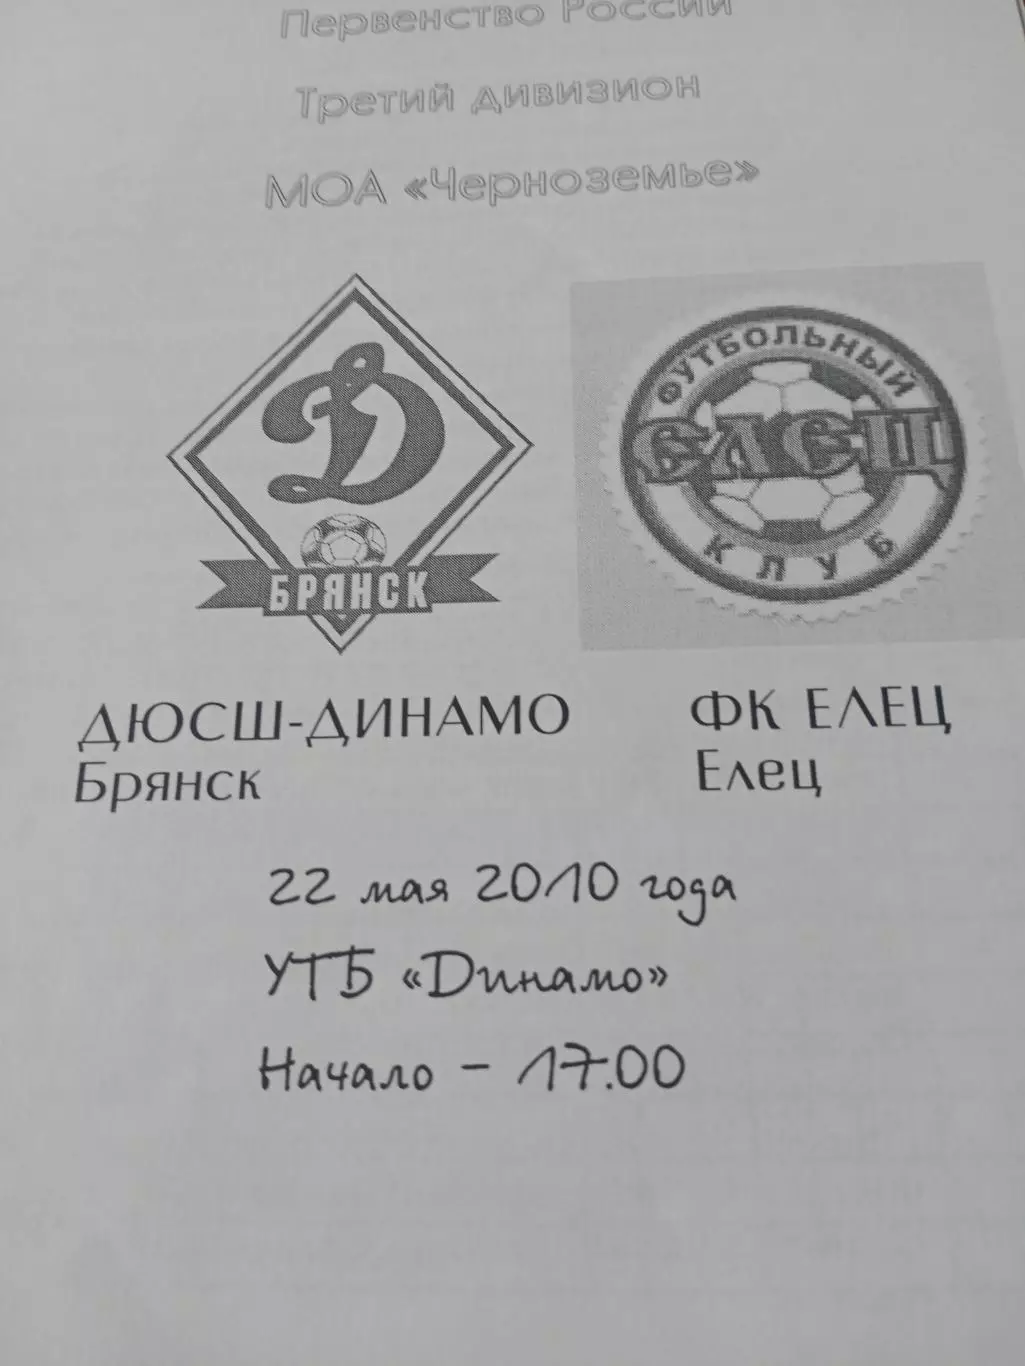 Первенство России
Третий дивизион
МОА «Черноземье»
БРЯНСК
ФУТБОЛЬНЫЙ
ЕЛЕЦ
КЛУБ
ДЮСШ-ДИНАМО
Брянск
ФК ЕЛЕЦ
Елец
22 мая 2010 года
УТБ «Динамо»
Начало - 17.00